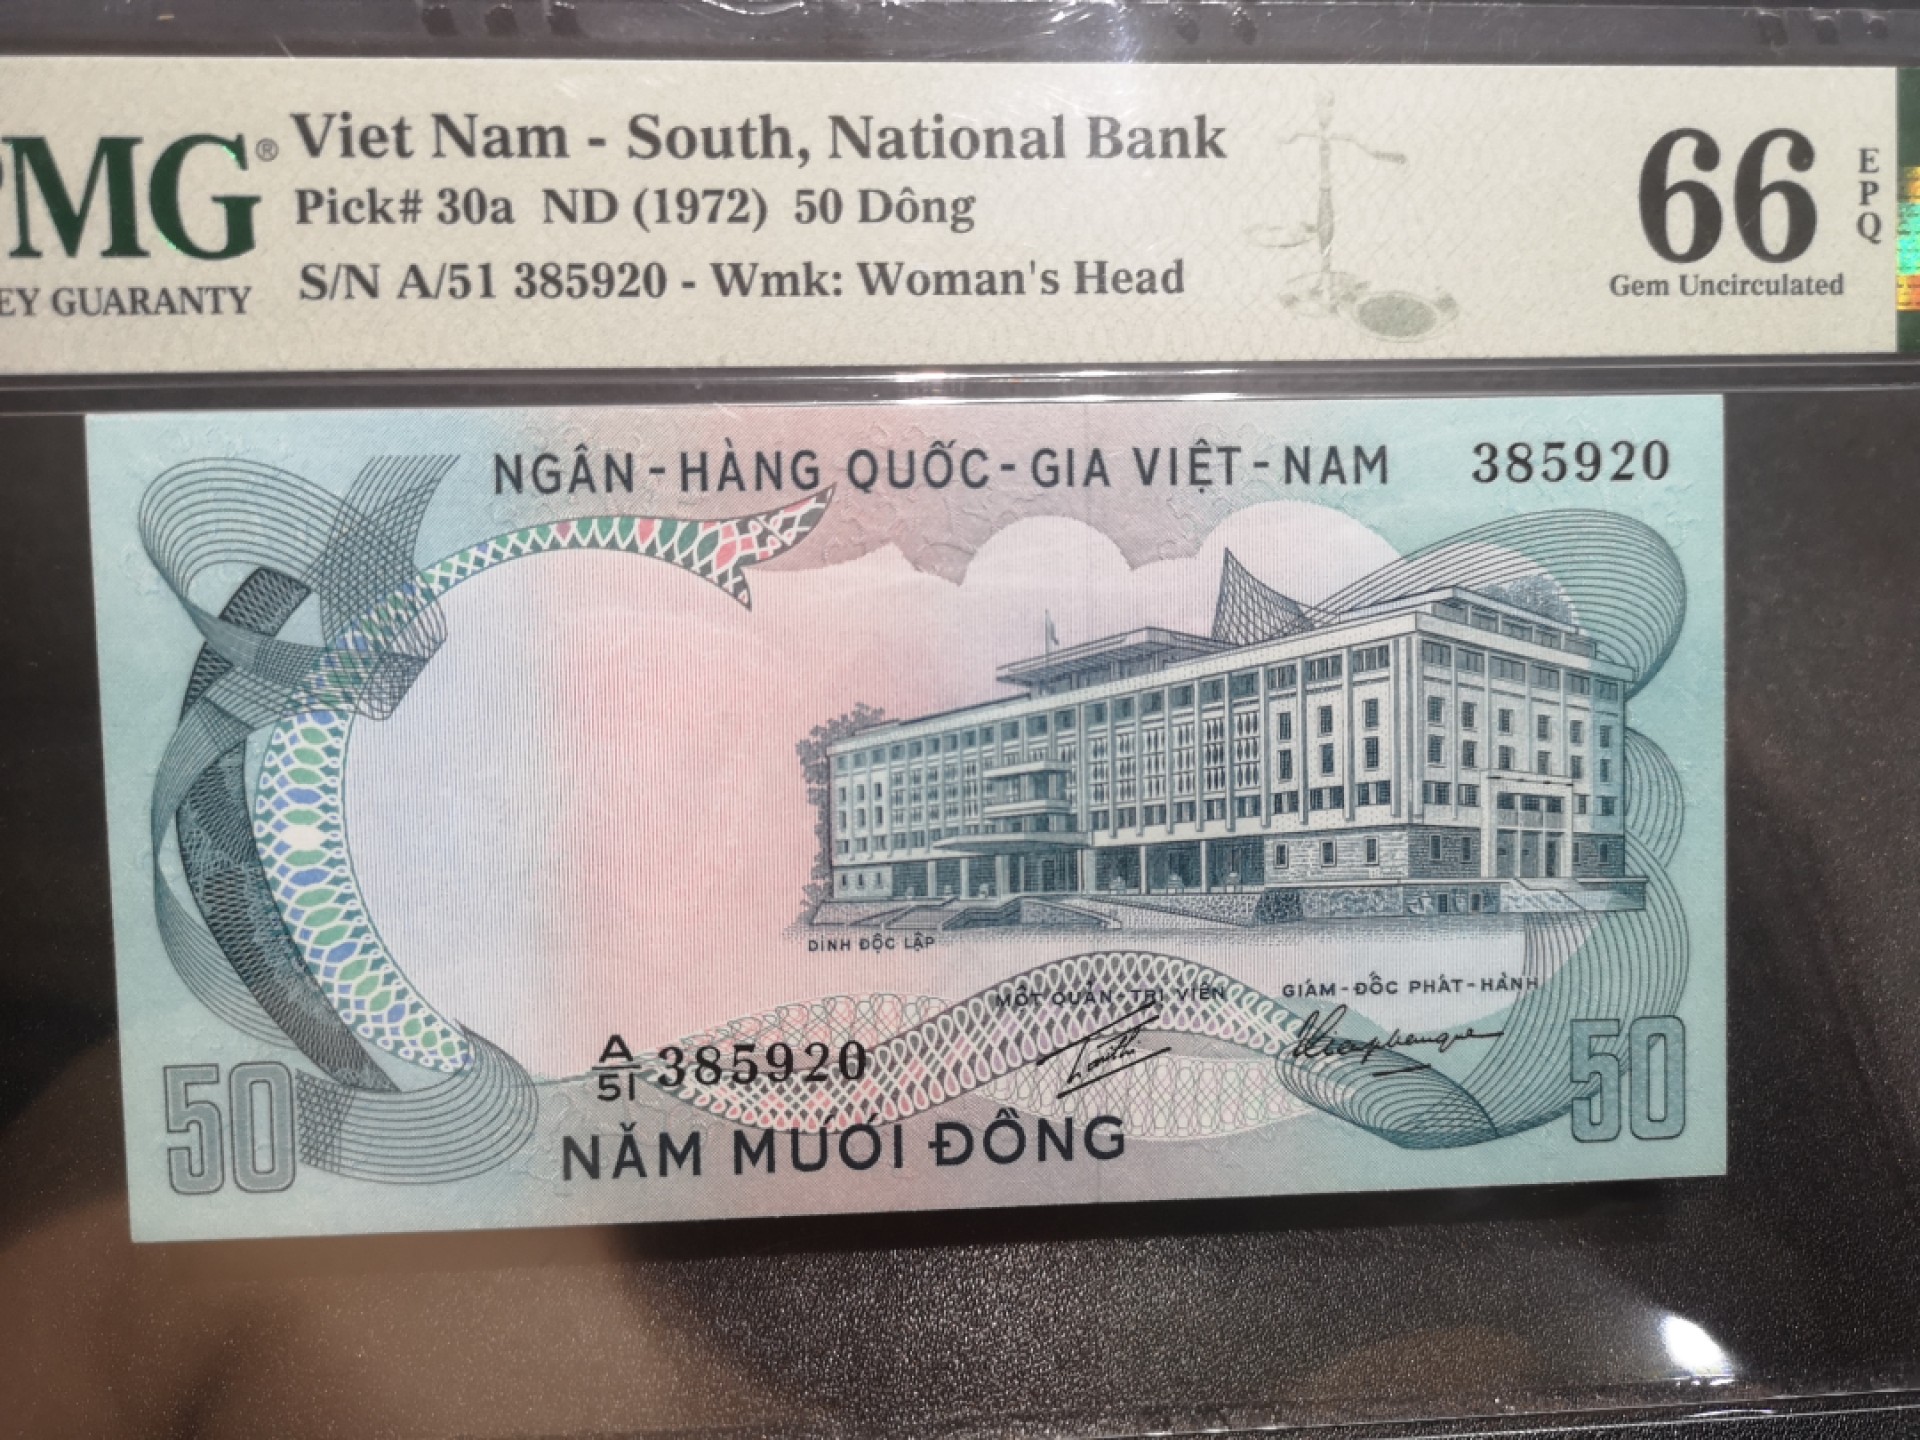 PMG®
Viet Nam - South, National Bank
Pick# 30a ND (1972) 50 Dông
S/N A/51 385920 - Wmk: Woman's Head
EY GUARANTY
66
EPQ
Gem Uncirculated
NGÂN-HÀNG QUỐC-GIA VIỆT-NAM
385920
DINH ĐỘC LẬP
MỘT QUẢN-TRỊ VIÊN
GIÁM-ĐỐC PHÁT-HÀNH
A/51 385920
50
NĂM MƯƠI ĐỒNG
50